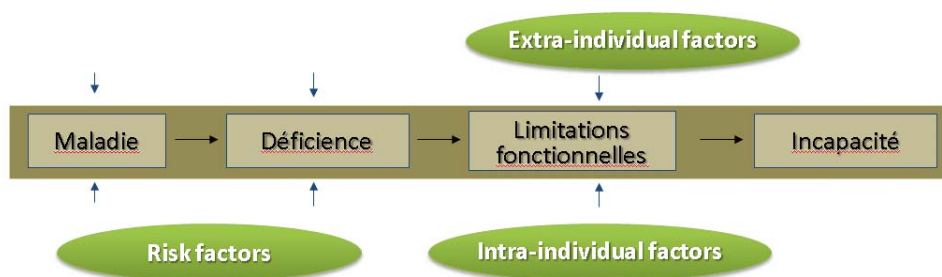 Extra-individual factors
Maladie
Déficience
Limitations
fonctionnelles
Incapacité
Risk factors
Intra-individual factors